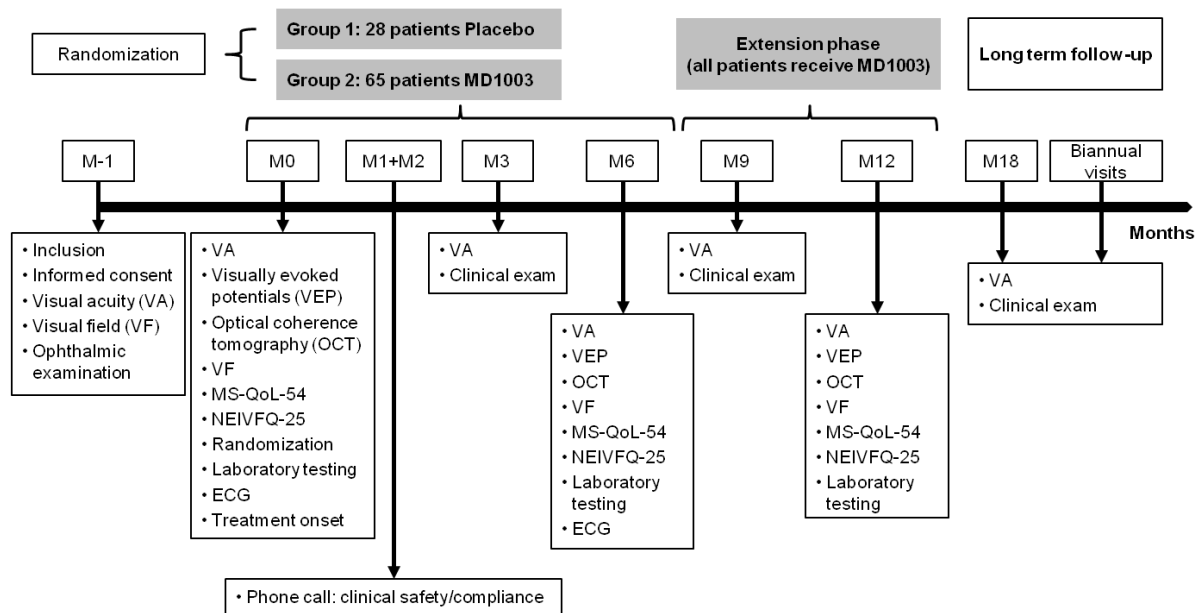 Randomization
Group 1: 28 patients Placebo
Group 2: 65 patients MD1003
Extension phase
(all patients receive MD1003)
Long term follow-up
M-1
M0
M1+M2
M3
M6
M9
M12
M18
Biannual
visits
Months
• Inclusion
• Informed consent
• Visual acuity (VA)
• Visual field (VF)
• Ophthalmic
examination
• VA
• Visually evoked
potentials (VEP)
• Optical coherence
tomography (OCT)
• VF
• MS-QoL-54
• NEIVFQ-25
• Randomization
• Laboratory testing
• ECG
• Treatment onset
• Phone call: clinical safety/compliance
• VA
• Clinical exam
• VA
• VEP
• OCT
• VF
• MS-QoL-54
• NEIVFQ-25
• Laboratory
testing
• ECG
• VA
• Clinical exam
• VA
• VEP
• OCT
• VF
• MS-QoL-54
• NEIVFQ-25
• Laboratory
testing
• VA
• Clinical exam